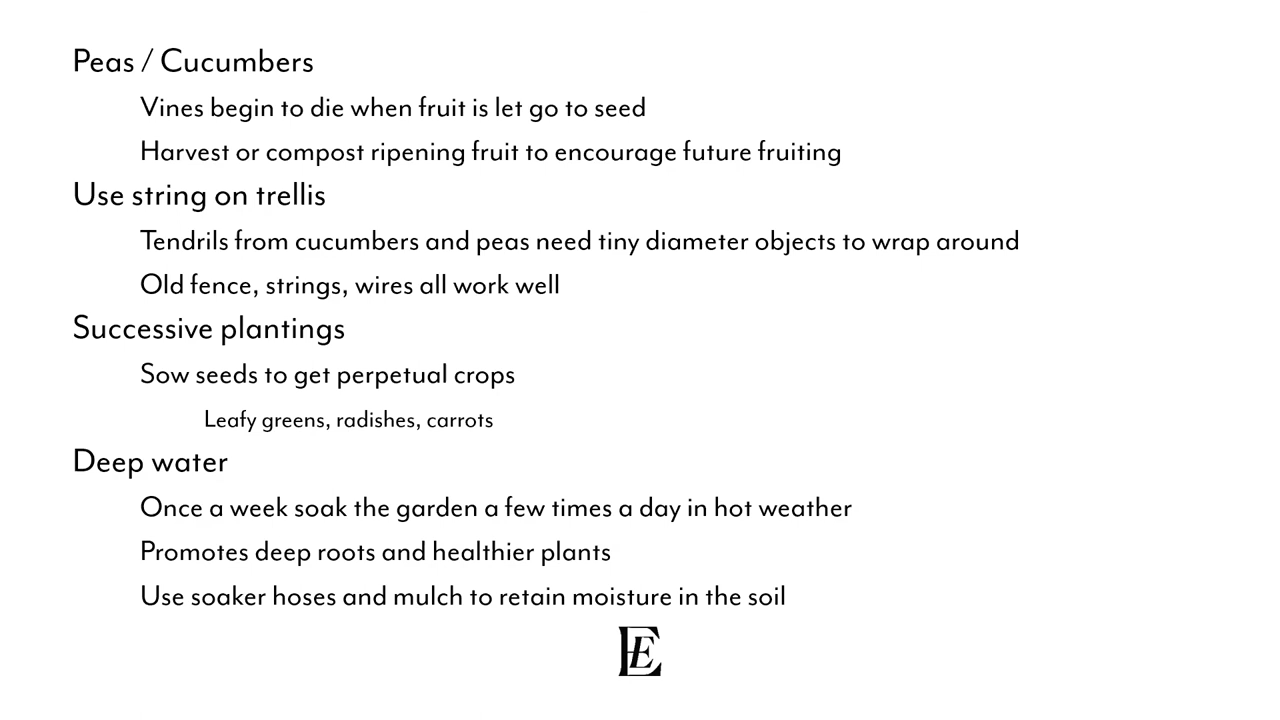 Peas / Cucumbers
Vines begin to die when fruit is let go to seed
Harvest or compost ripening fruit to encourage future fruiting
Use string on trellis
Tendrils from cucumbers and peas need tiny diameter objects to wrap around
Old fence, strings, wires all work well
Successive plantings
Sow seeds to get perpetual crops
Leafy greens, radishes, carrots
Deep water
Once a week soak the garden a few times a day in hot weather
Promotes deep roots and healthier plants
Use soaker hoses and mulch to retain moisture in the soil
EE